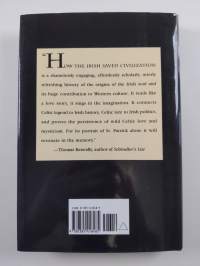 "HOW THE IRISH SAVED CIVILIZATION
is a shamelessly engaging, effortlessly scholarly, utterly
refreshing history of the origins of the Irish soul and
its huge contribution to Western culture. It reads like
a love story, it sings in the imagination. It connects
Celtic legend to Irish history, Celtic lore to Irish politics,
and proves the persistence of wild Celtic love and
mysticism. For its portrait of St. Patrick alone it will
resonate in the memory."
—Thomas Keneally, author of Schindler's List